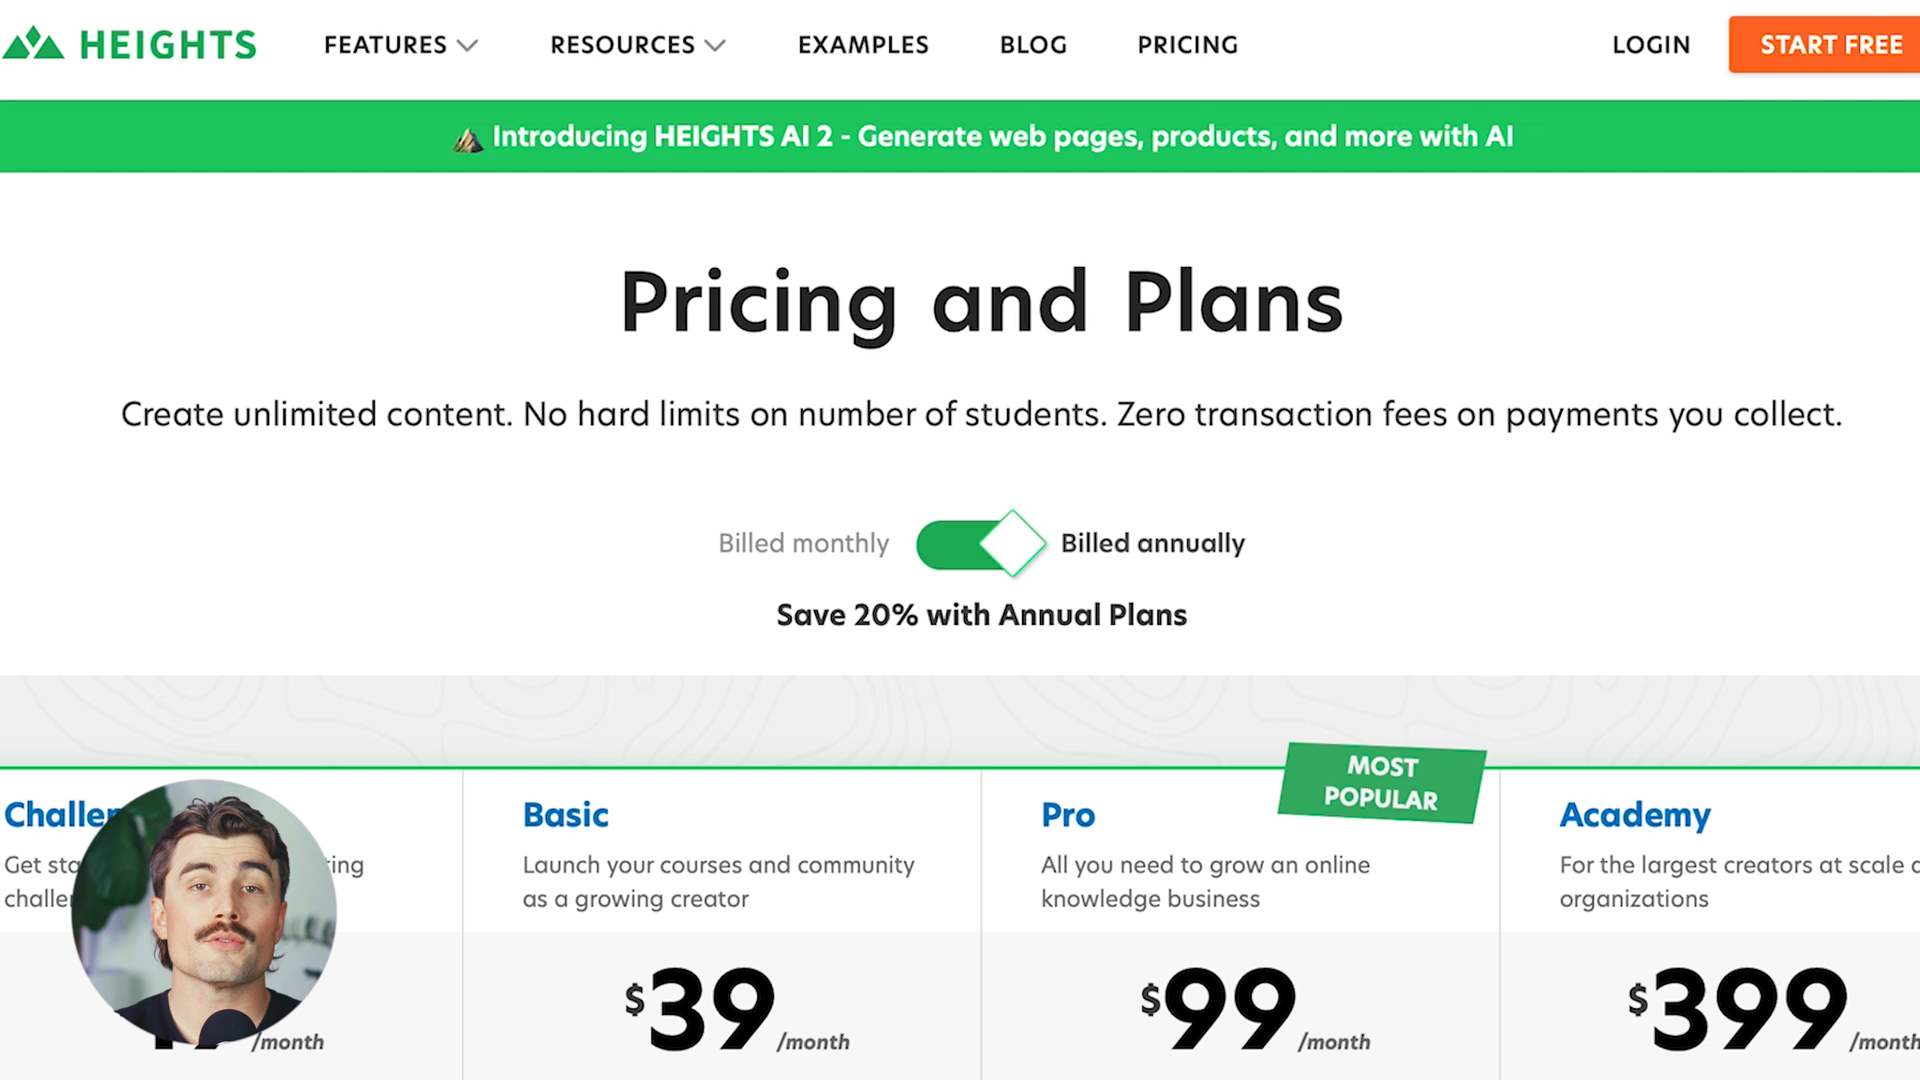 HEIGHTS
FEATURES
RESOURCES
EXAMPLES
BLOG
PRICING
LOGIN
START FREE
Introducing HEIGHTS AI 2 - Generate web pages, products, and more with AI
Pricing and Plans
Create unlimited content. No hard limits on number of students. Zero transaction fees on payments you collect.
Billed monthly
Billed annually
Save 20% with Annual Plans
/month
Basic
Launch your courses and community
as a growing creator
$39 /month
MOST
POPULAR
Pro
All you need to grow an online
knowledge business
$99 /month
Academy
For the largest creators at scale
organizations
$399 /month